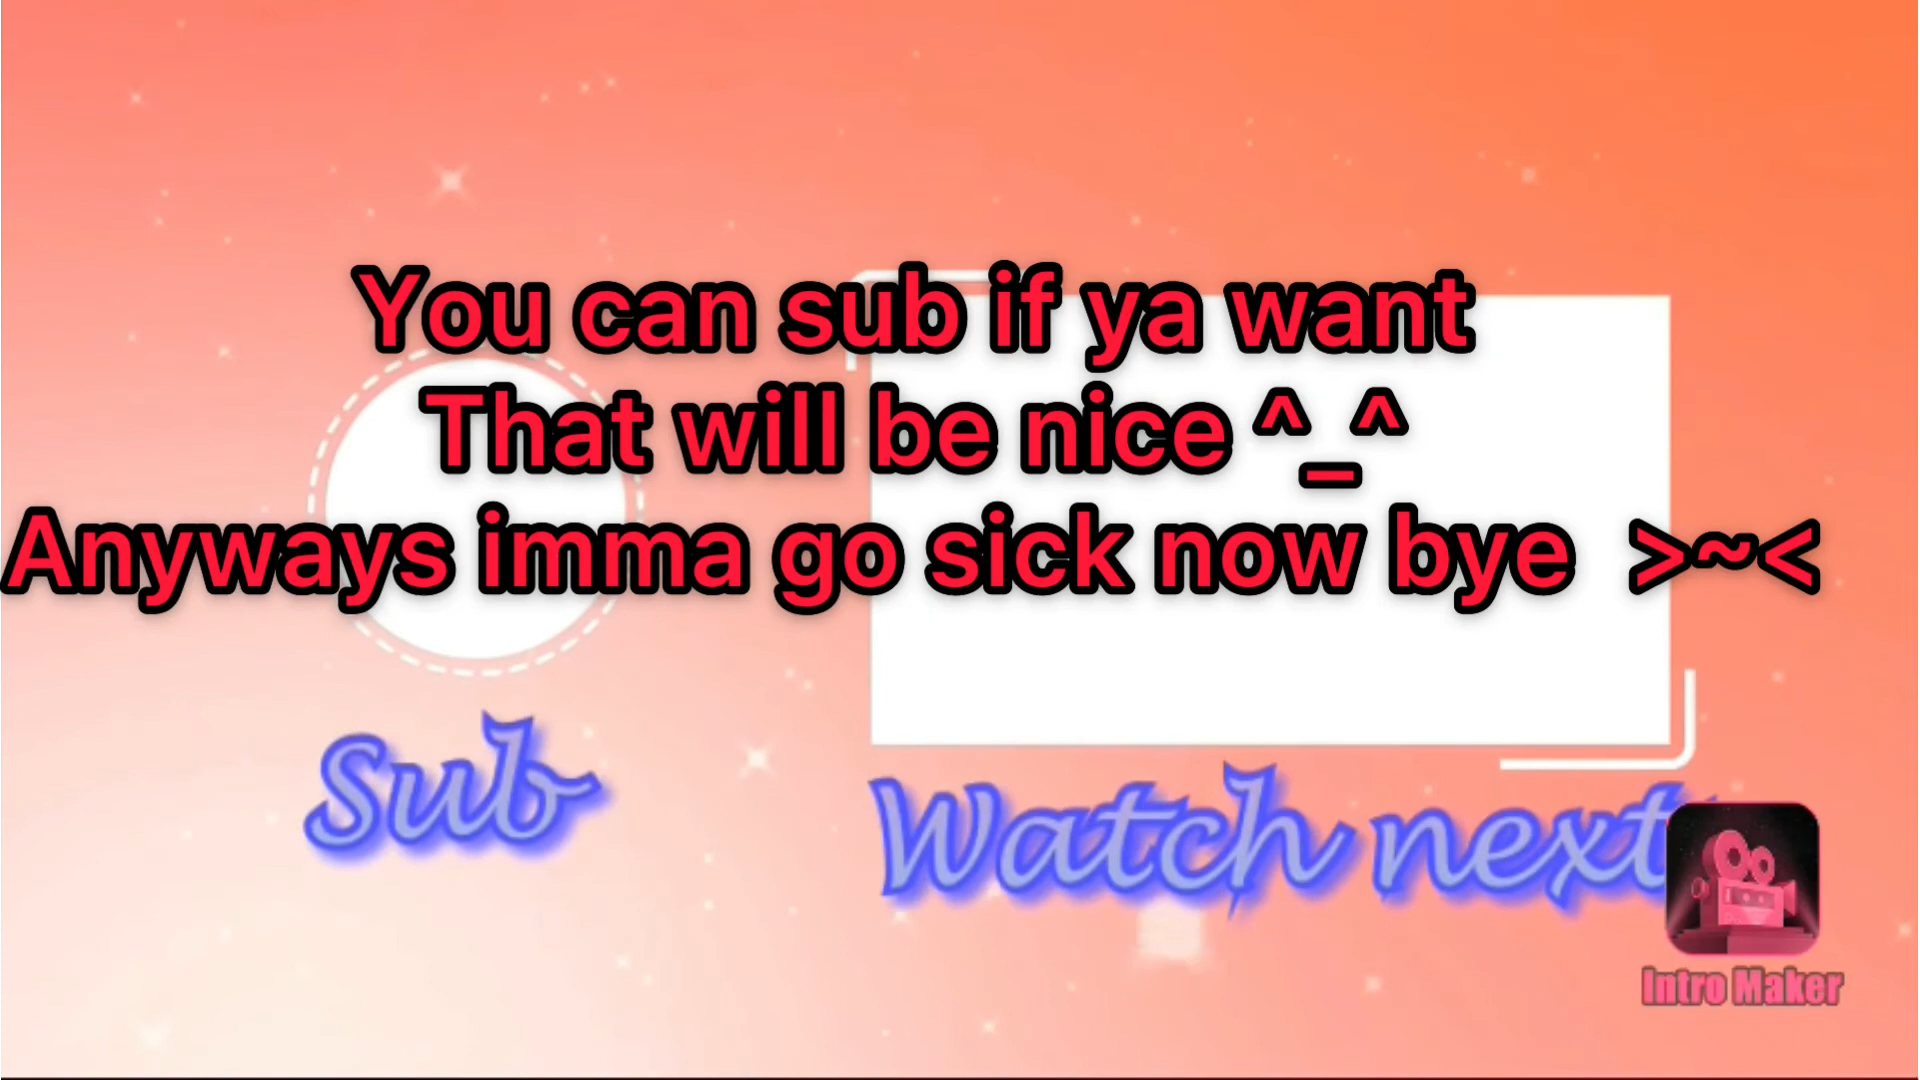 You can sub if ya want
That will be nice ^_^
Anyways imma go sick now bye >~<
Sub
Watch next
Intro Maker